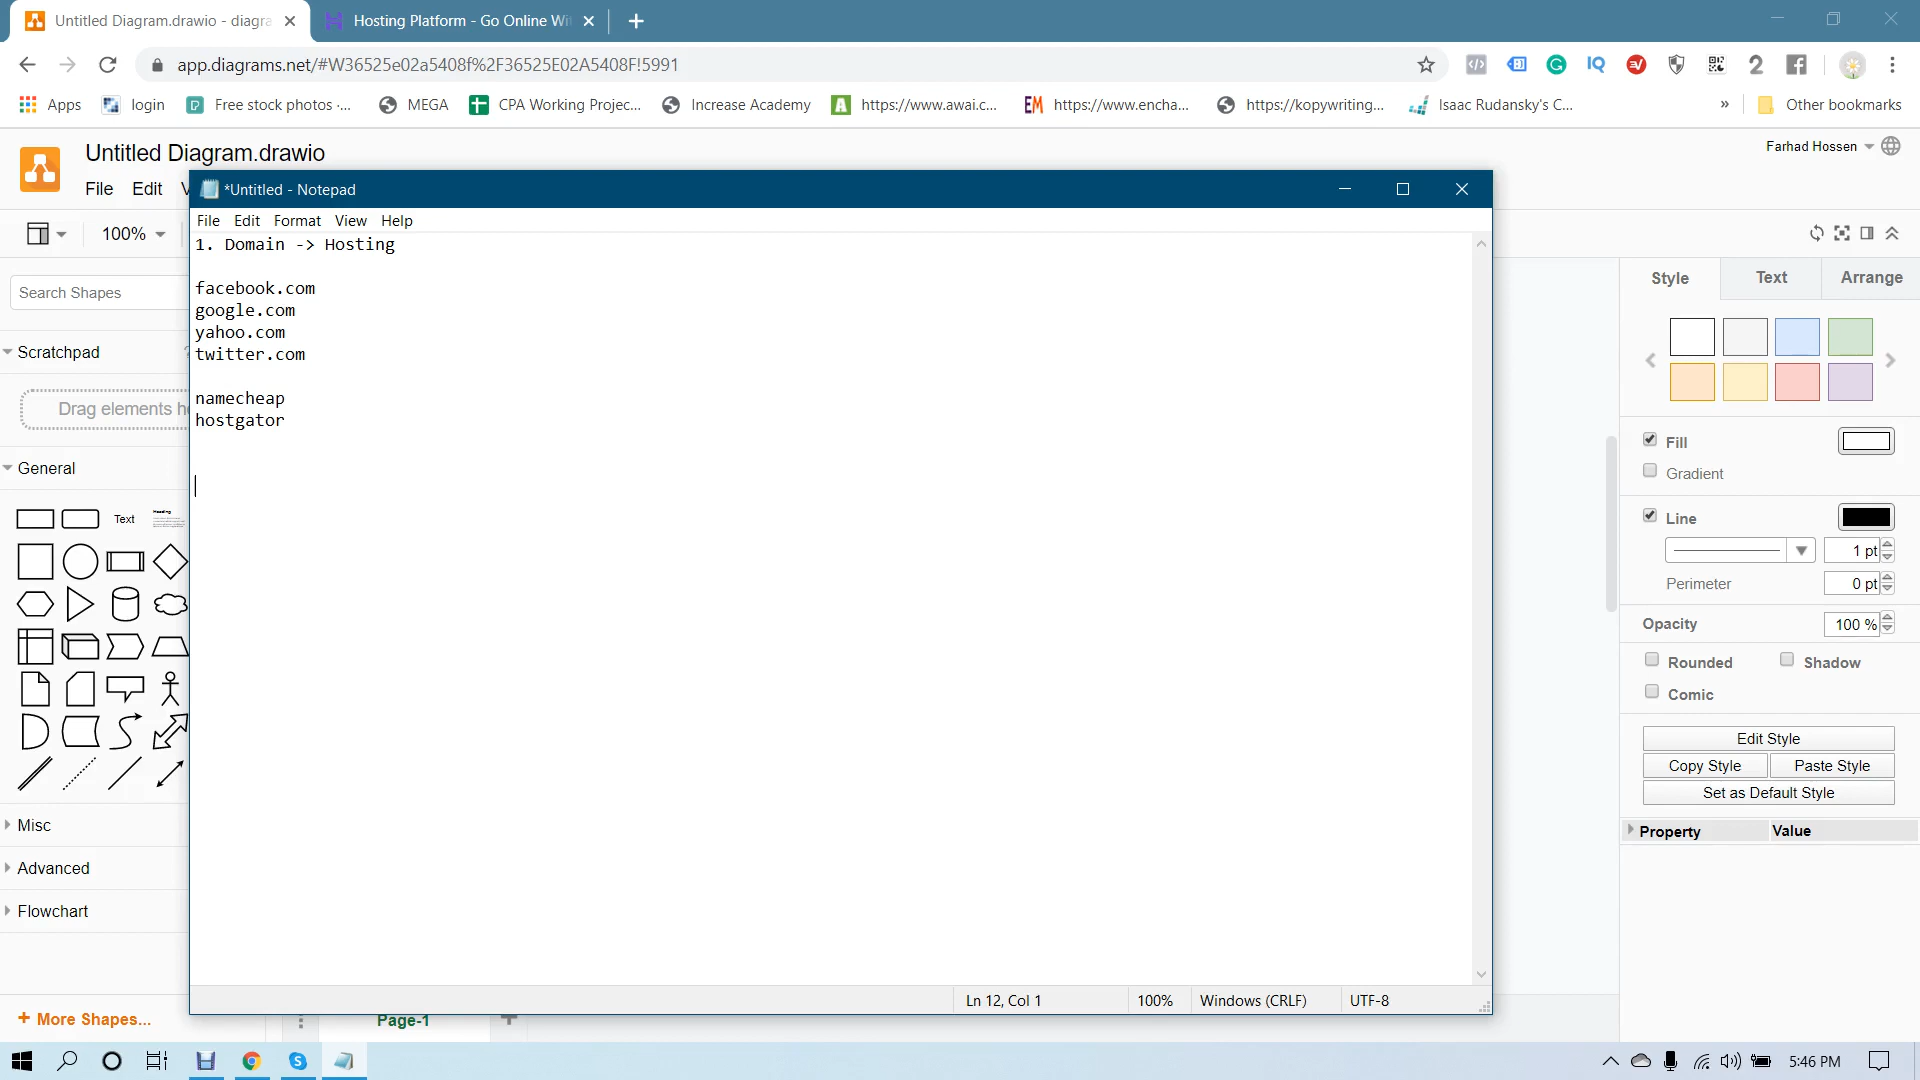 Untitled Diagram.drawio - diagra
Hosting Platform - Go Online Wi
app.diagrams.net/#W36525e02a5408f%2F36525E02A5408F!5991
Apps
login
Free stock photos ·...
MEGA
CPA Working Projec...
Increase Academy
https://www.awai.c...
https://www.encha...
https://kopywriting...
Isaac Rudansky's C...
»
Other bookmarks
Untitled Diagram.drawio
Farhad Hossen
File
Edit
V
*Untitled - Notepad
File
Edit
Format
View
Help
100%
1. Domain -> Hosting
facebook.com
google.com
yahoo.com
twitter.com
namecheap
hostgator
Search Shapes
Scratchpad
?
Drag elements he
General
Text
Heading
Misc
Advanced
Flowchart
+ More Shapes...
Page-1
Ln 12, Col 1
100%
Windows (CRLF)
UTF-8
Style
Text
Arrange
Fill
Gradient
Line
1 pt
Perimeter
0 pt
Opacity
100 %
Rounded
Shadow
Comic
Edit Style
Copy Style
Paste Style
Set as Default Style
Property
Value
5:46 PM